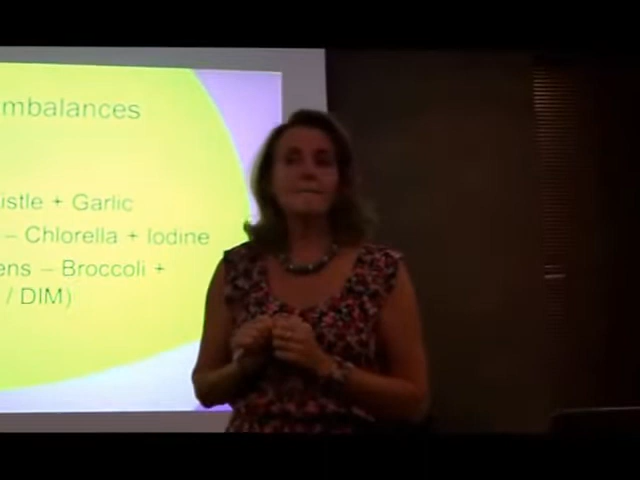 mbalances
istle + Garlic
– Chlorella + Iodine
ens – Broccoli +
/ DIM)